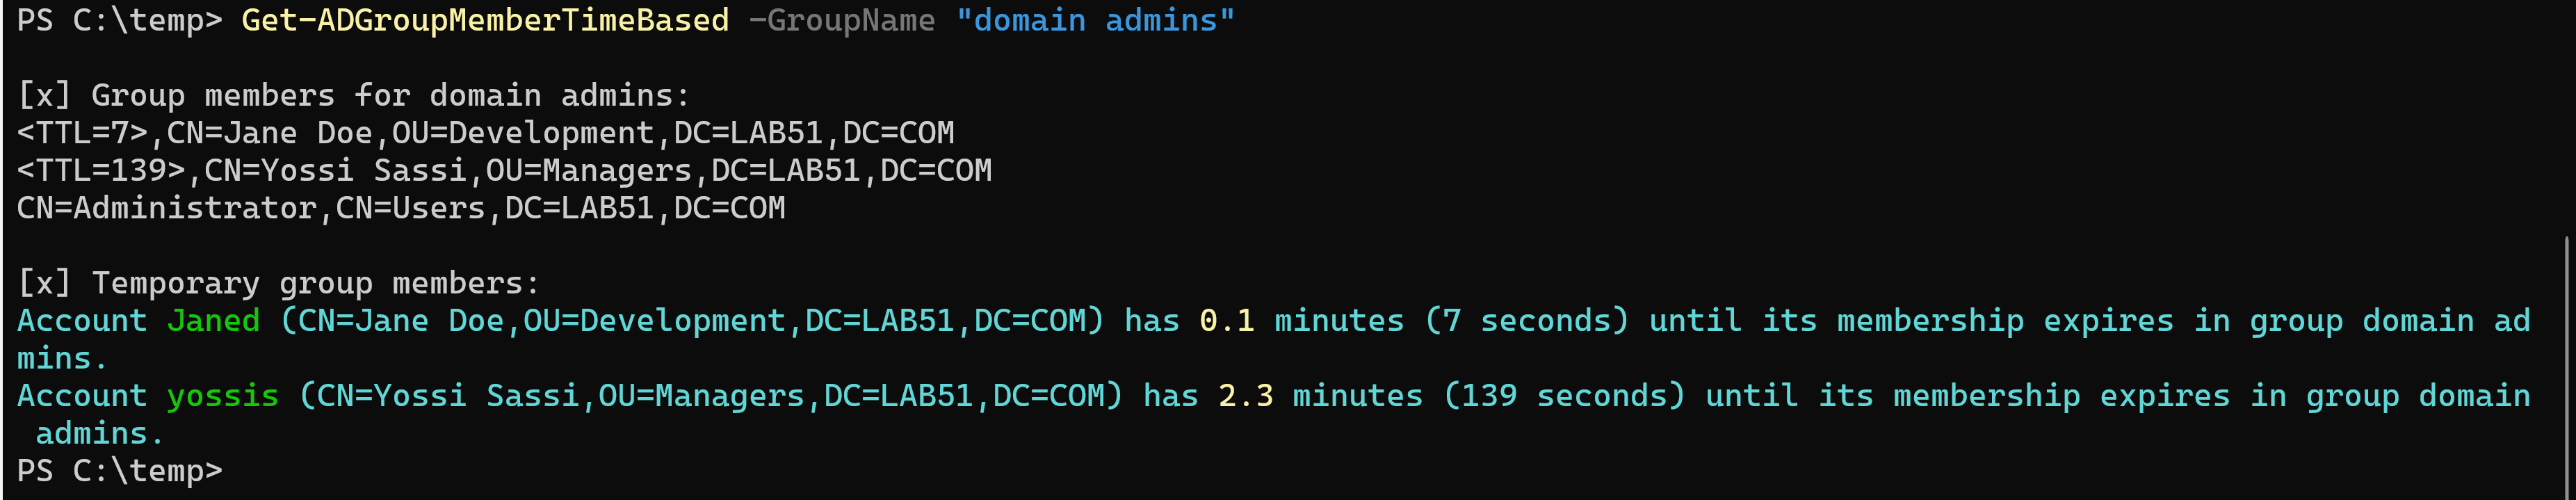 PS C:\temp> Get-ADGroupMemberTimeBased -GroupName "domain admins"
[x] Group members for domain admins:
<TTL=7>,CN=Jane Doe,OU=Development,DC=LAB51,DC=COM
<TTL=139>,CN=Yossi Sassi,OU=Managers,DC=LAB51,DC=COM
CN=Administrator,CN=Users,DC=LAB51,DC=COM
[x] Temporary group members:
Account Janed (CN=Jane Doe,OU=Development,DC=LAB51,DC=COM) has 0.1 minutes (7 seconds) until its membership expires in group domain ad
mins.
Account yossis (CN=Yossi Sassi,OU=Managers,DC=LAB51,DC=COM) has 2.3 minutes (139 seconds) until its membership expires in group domain
 admins.
PS C:\temp>